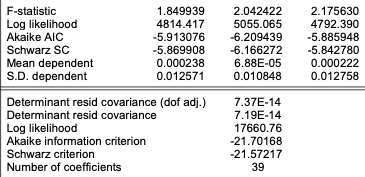 F-statistic 1.849939 2.042422 2.175630
Log likelihood 4814.417 5055.065 4792.390
Akaike AIC -5.913076 -6.209439 -5.885948
Schwarz SC -5.869908 -6.166272 -5.842780
Mean dependent 0.000238 6.88E-05 0.000222
S.D. dependent 0.012571 0.010848 0.012758
Determinant resid covariance (dof adj.) 7.37E-14
Determinant resid covariance 7.19E-14
Log likelihood 17660.76
Akaike information criterion -21.70168
Schwarz criterion -21.57217
Number of coefficients 39